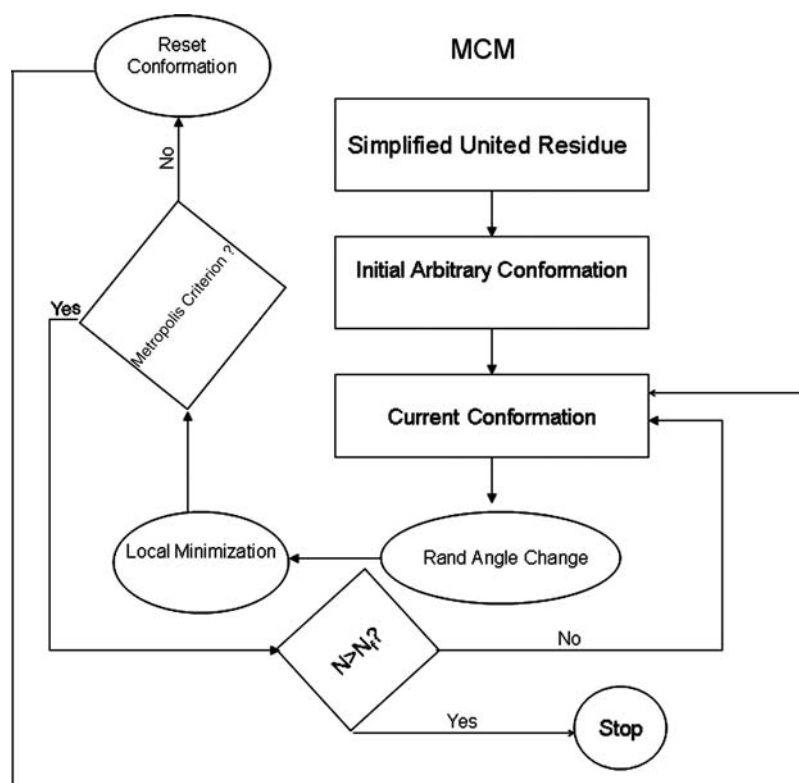 MCM
Reset
Conformation
Simplified United Residue
No
Initial Arbitrary Conformation
Metropolis Criterion ?
Yes
Current Conformation
Local Minimization
Rand Angle Change
N>Nf?
No
Yes
Stop